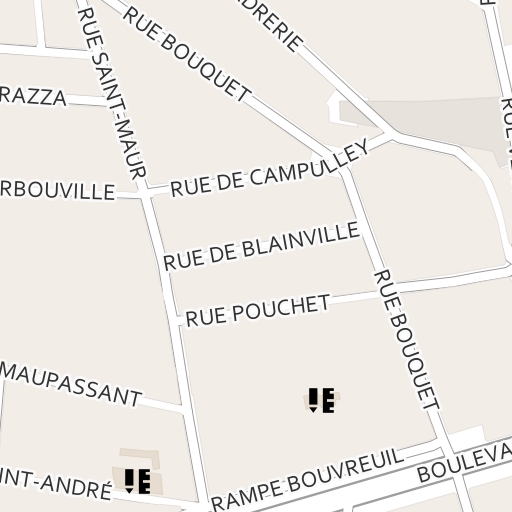 RUE SAINT-MAUR
RUE BOUQUET
DRERIE
RAZZA
RUE DE CAMPULLEY
RBOUVILLE
RUE DE BLAINVILLE
RUE POUCHET
RUE BOUQUET
MAUPASSANT
INT-ANDRÉ
RAMPE BOUVREUIL
BOULEVA